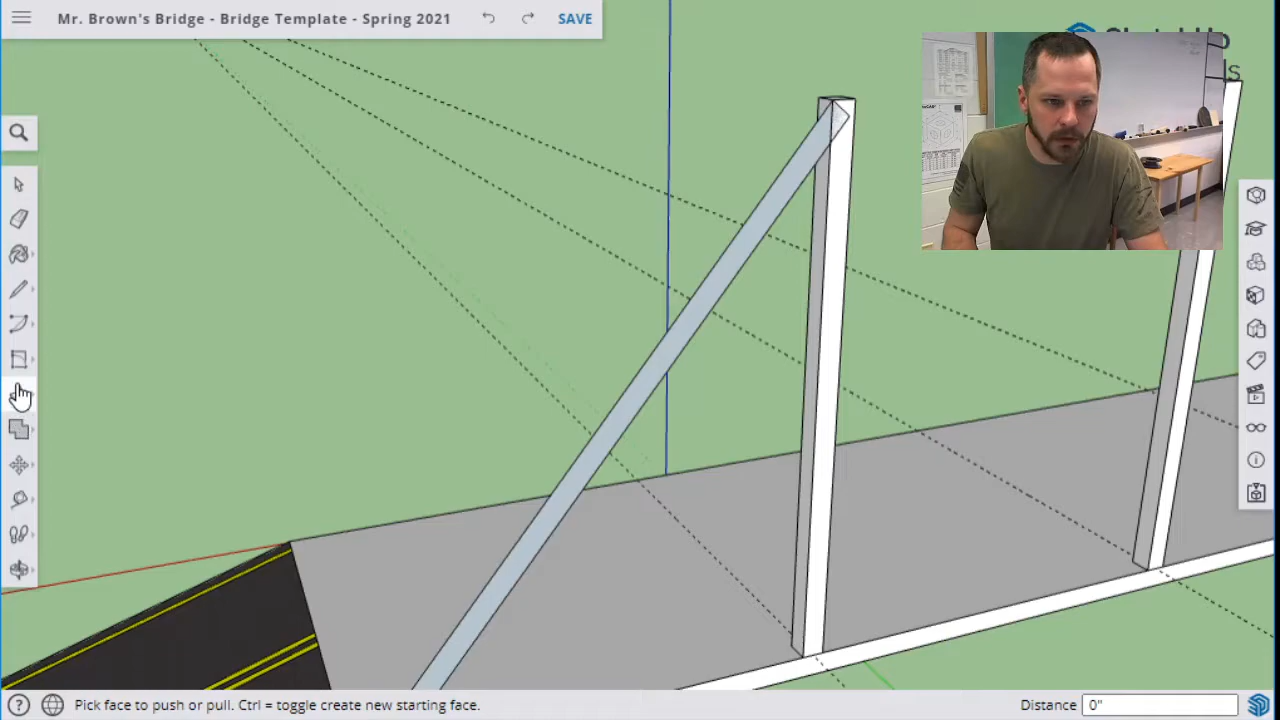 Mr. Brown's Bridge - Bridge Template - Spring 2021
SAVE
Pick face to push or pull. Ctrl = toggle create new starting face.
Distance
0"